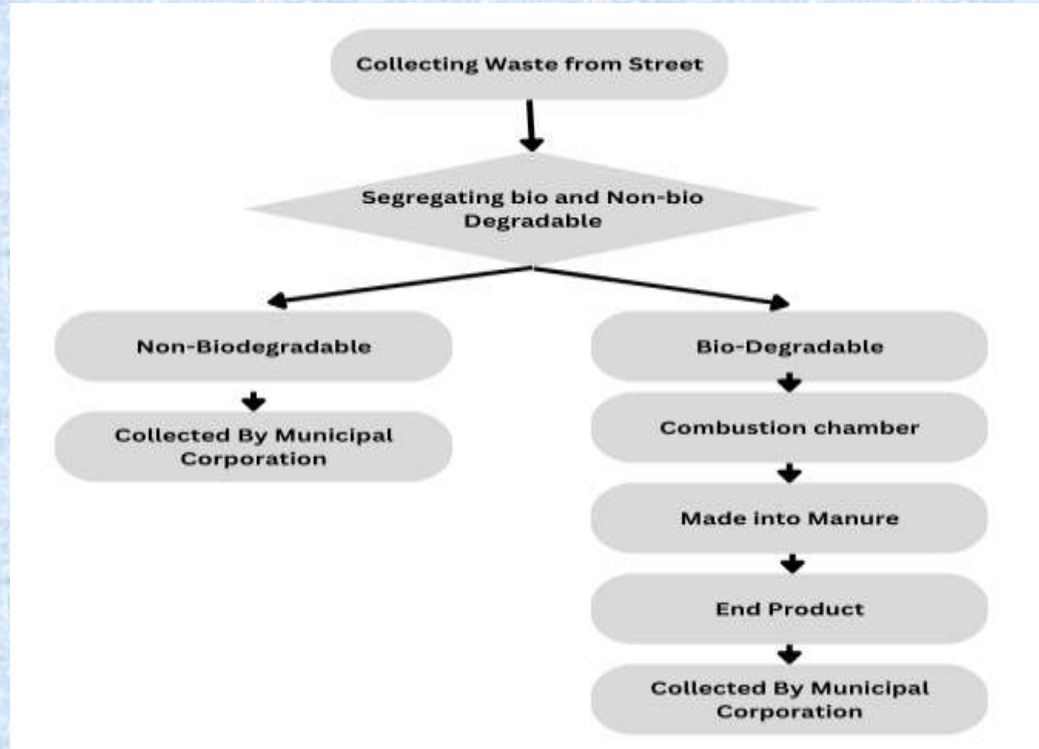 Collecting Waste from Street
Segregating bio and Non-bio
Degradable
Non-Biodegradable
Collected By Municipal
Corporation
Bio-Degradable
Combustion chamber
Made into Manure
End Product
Collected By Municipal
Corporation